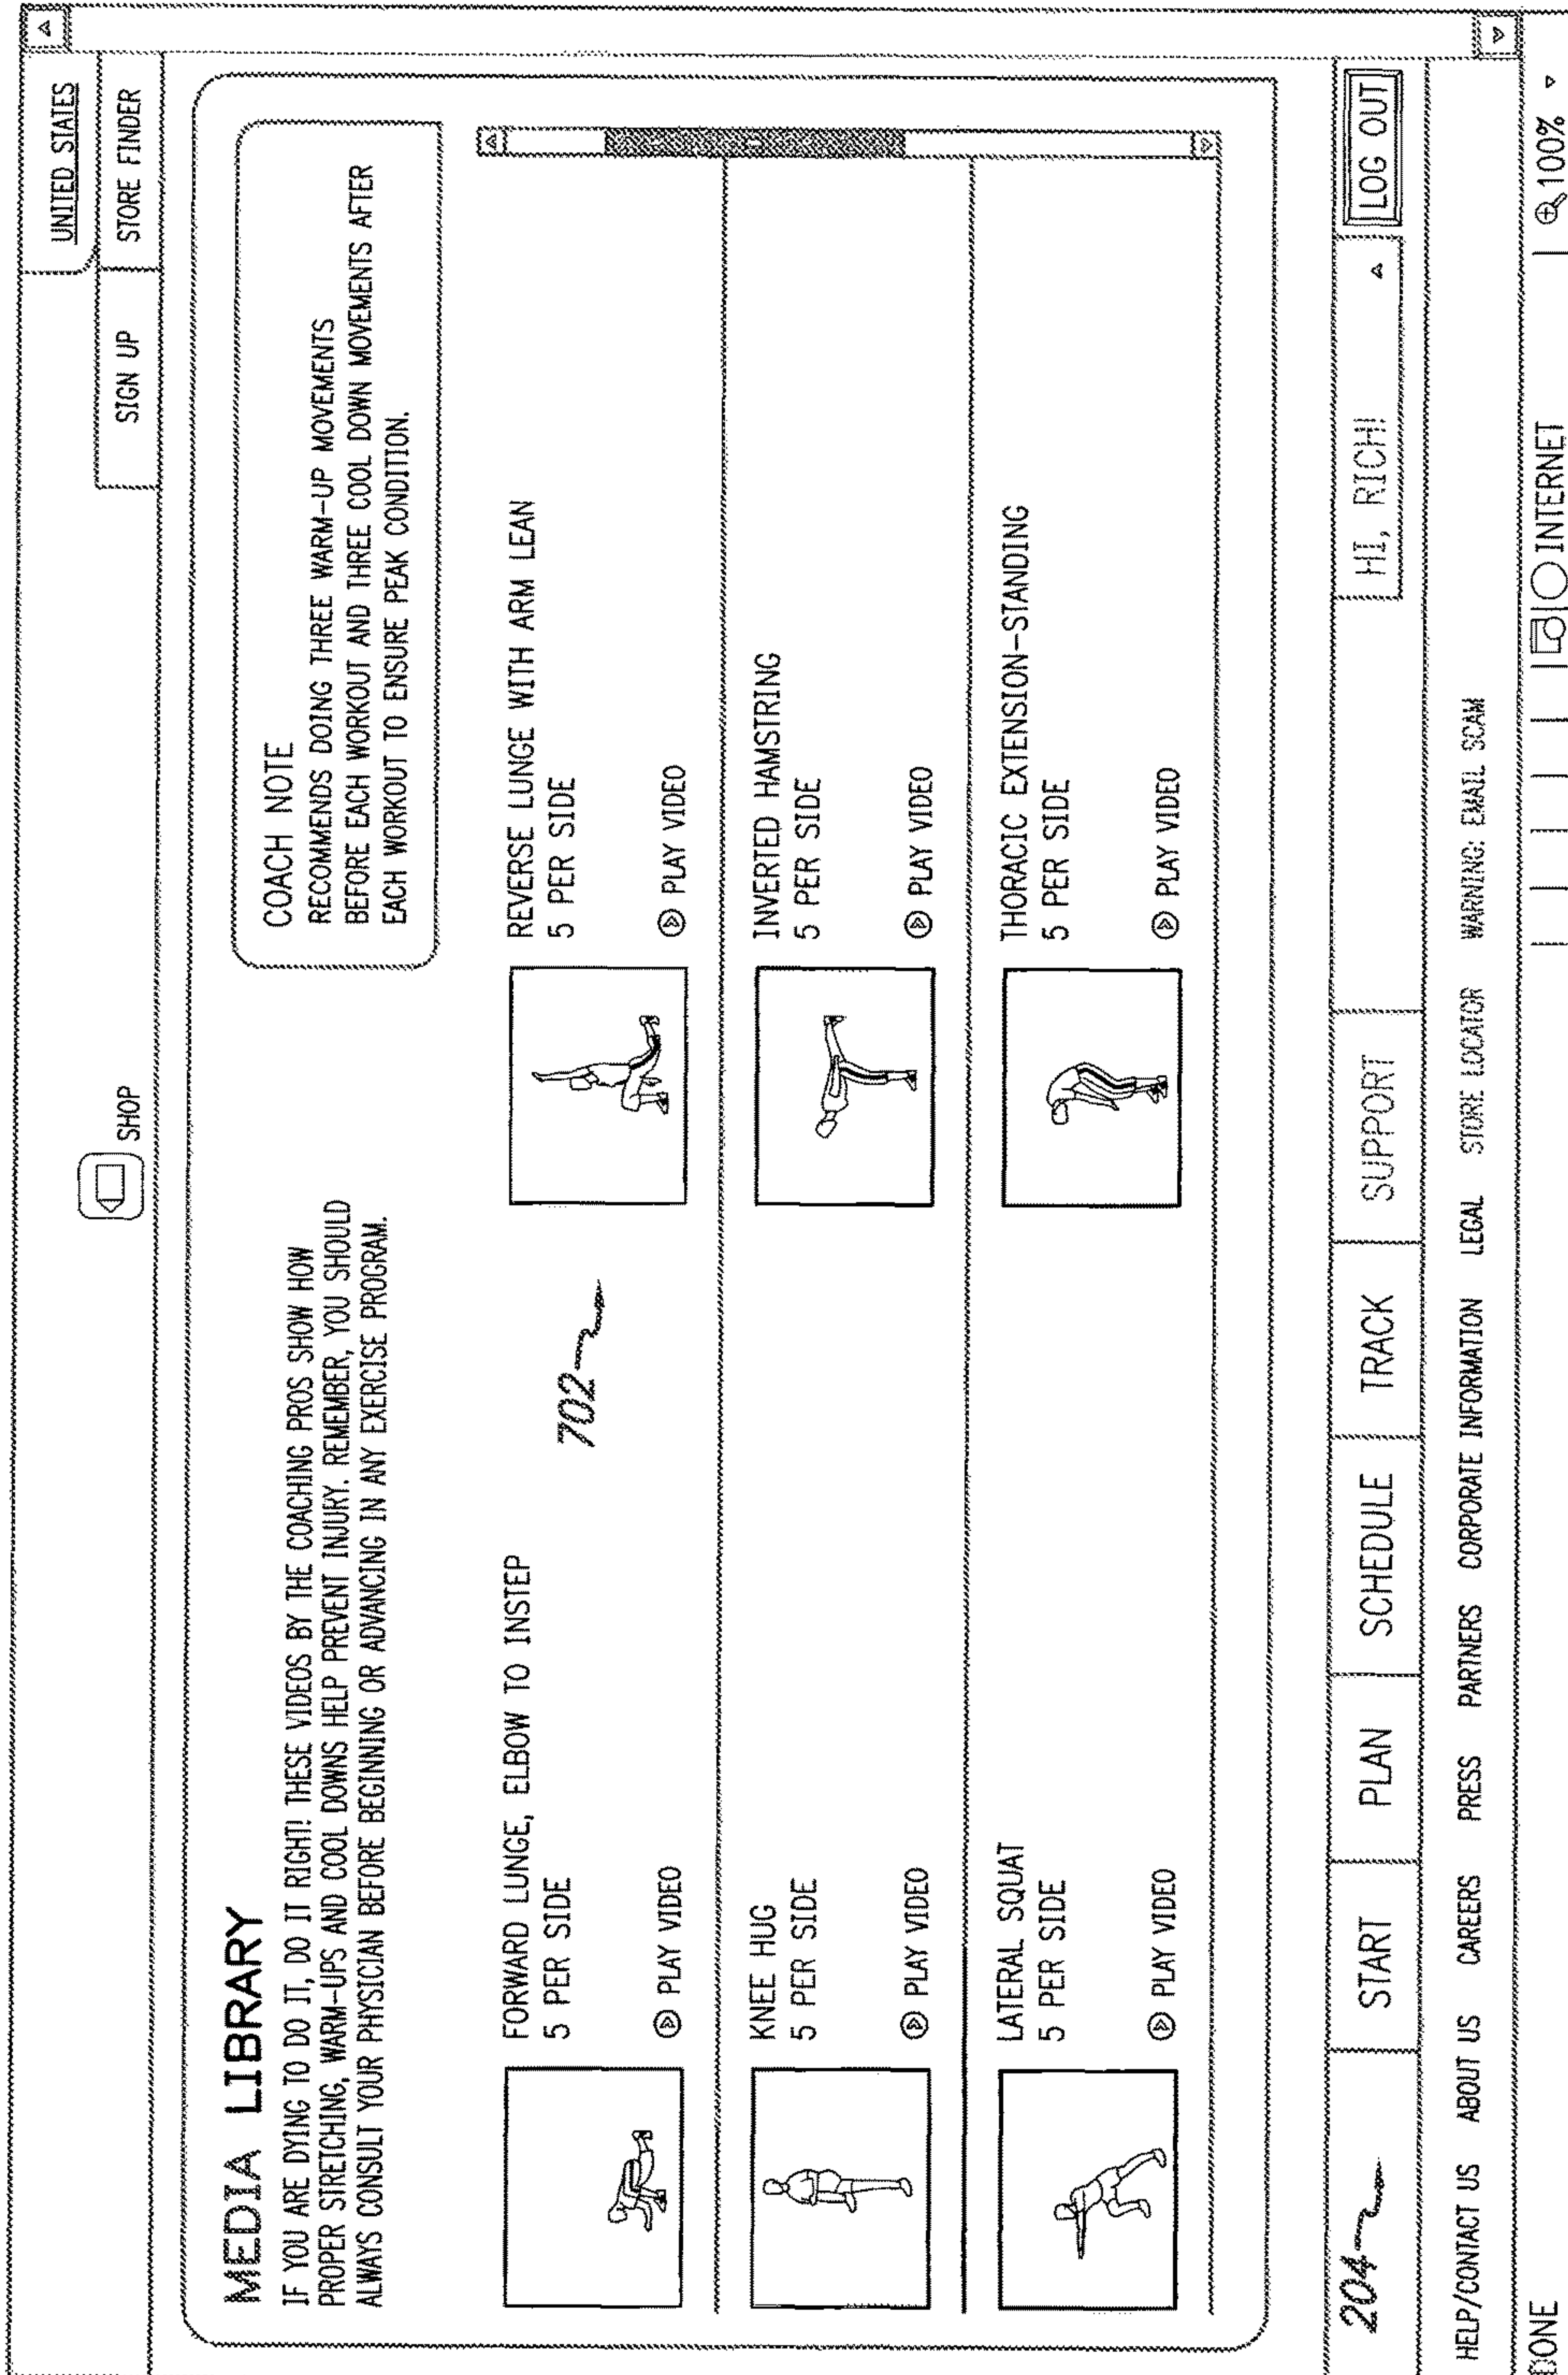 UNITED STATES
SHOP
SIGN UP
STORE FINDER
MEDIA LIBRARY
IF YOU ARE DYING TO DO IT, DO IT RIGHT! THESE VIDEOS BY THE COACHING PROS SHOW HOW
PROPER STRETCHING, WARM-UPS AND COOL DOWNS HELP PREVENT INJURY. REMEMBER, YOU SHOULD
ALWAYS CONSULT YOUR PHYSICIAN BEFORE BEGINNING OR ADVANCING IN ANY EXERCISE PROGRAM.
COACH NOTE
RECOMMENDS DOING THREE WARM-UP MOVEMENTS
BEFORE EACH WORKOUT AND THREE COOL DOWN MOVEMENTS AFTER
EACH WORKOUT TO ENSURE PEAK CONDITION.
FORWARD LUNGE, ELBOW TO INSTEP
5 PER SIDE
PLAY VIDEO
702
REVERSE LUNGE WITH ARM LEAN
5 PER SIDE
PLAY VIDEO
KNEE HUG
5 PER SIDE
PLAY VIDEO
INVERTED HAMSTRING
5 PER SIDE
PLAY VIDEO
LATERAL SQUAT
5 PER SIDE
PLAY VIDEO
THORACIC EXTENSION-STANDING
5 PER SIDE
PLAY VIDEO
204
START
PLAN
SCHEDULE
TRACK
SUPPORT
HI, RICH!
LOG OUT
HELP/CONTACT US ABOUT US CAREERS PRESS PARTNERS CORPORATE INFORMATION LEGAL STORE LOCATOR WARNING: EMAIL SCAM
DONE
INTERNET
100%